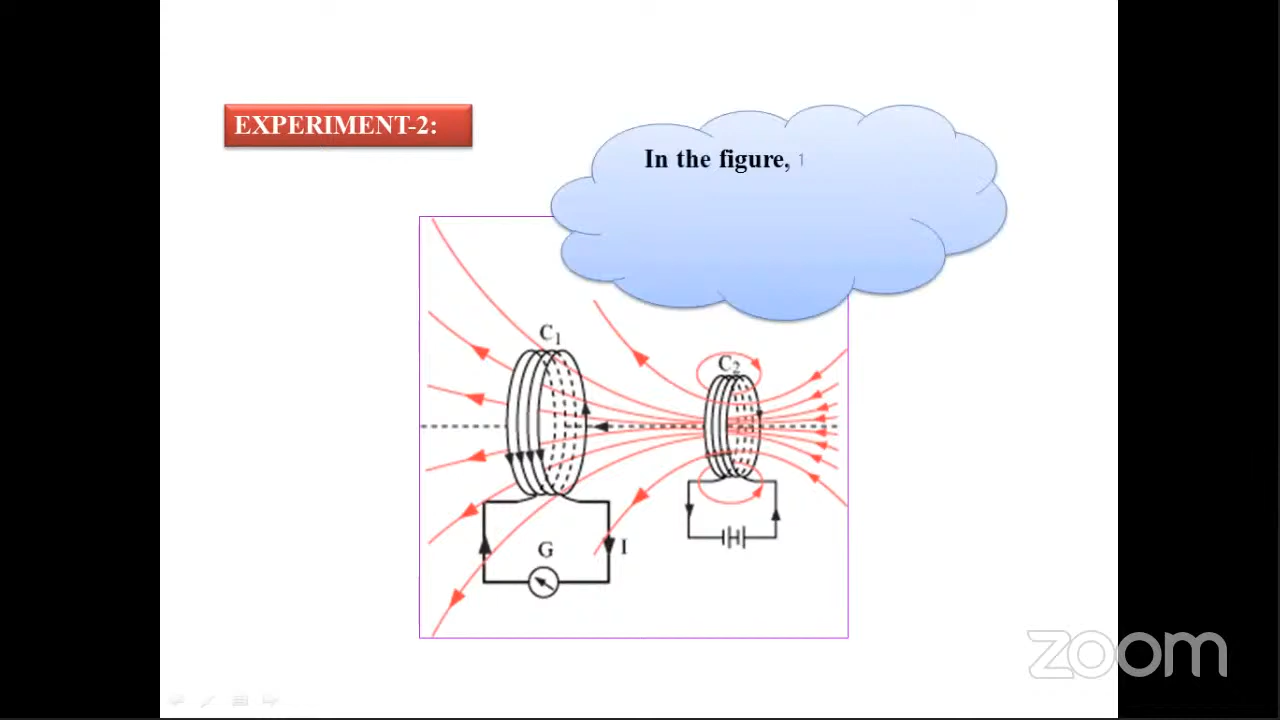 EXPERIMENT-2:
In the figure,
C₁
C₂
G
I
zoom